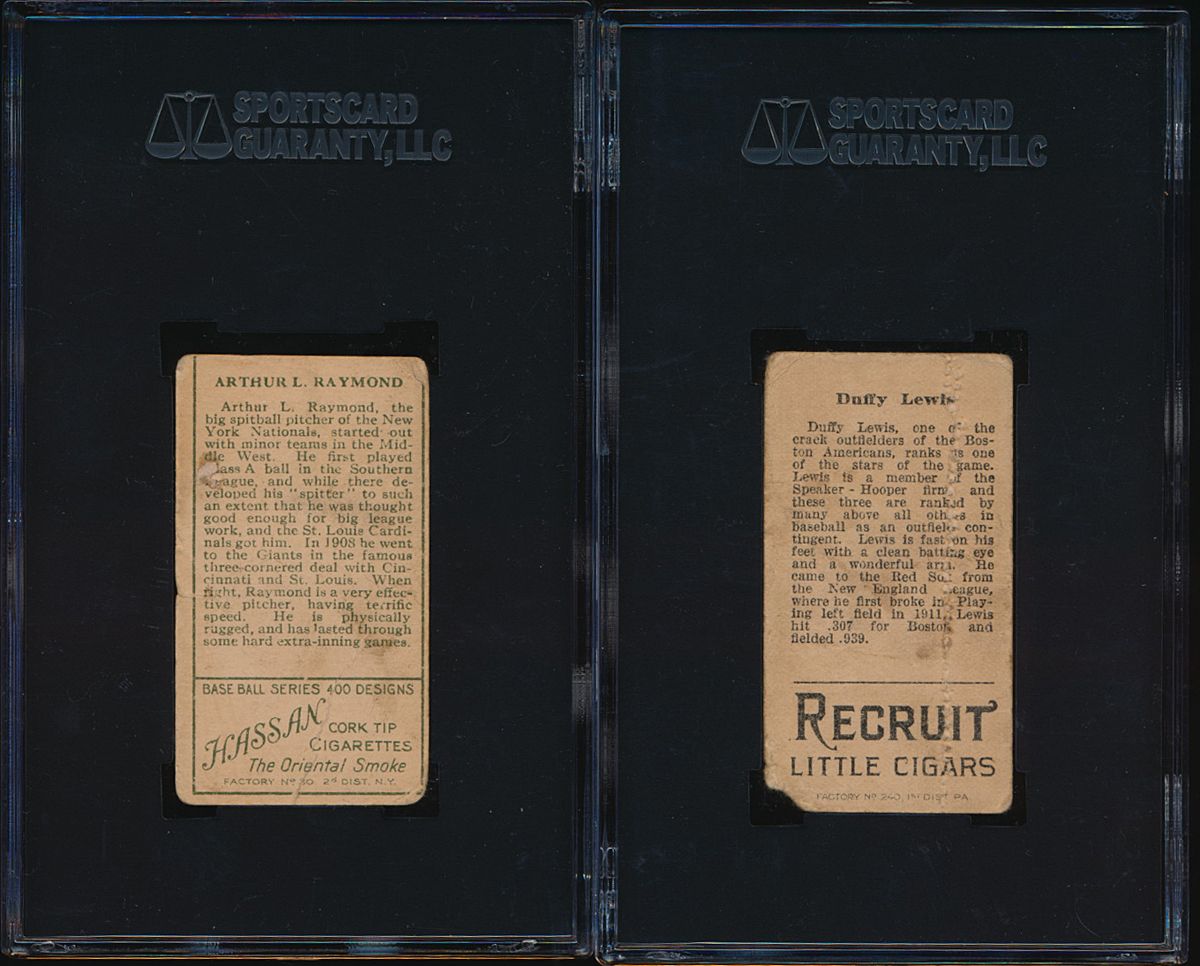 SPORTSCARD
GUARANTY, LLC
ARTHUR L. RAYMOND
Arthur L. Raymond, the
big spitball pitcher of the New
York Nationals, started out
with minor teams in the Mid-
dle West. He first played
lass A ball in the Southern
ague, and while there de-
veloped his "spitter" to such
an extent that he was thought
good enough for big league
work, and the St. Louis Cardi-
nals got him. In 1908 he went
to the Giants in the famous
three-cornered deal with Cin-
cinnati and St. Louis. When
right, Raymond is a very effec-
tive pitcher, having terrific
speed. He is physically
rugged, and has lasted through
some hard extra-inning games.
BASE BALL SERIES 400 DESIGNS
HASSAN
CORK TIP
CIGARETTES
The Oriental Smoke
FACTORY Nº 30. 2ᵈ DIST. N.Y.
SPORTSCARD
GUARANTY, LLC
Duffy Lewis
Duffy Lewis, one of the
crack outfielders of the Bos-
ton Americans, ranks as one
of the stars of the game.
Lewis is a member of the
Speaker - Hooper firm and
these three are ranked by
many above all others in
baseball as an outfield con-
tingent. Lewis is fast on his
feet with a clean batting eye
and a wonderful arm. He
came to the Red Sox from
the New England eague,
where he first broke in. Play-
ing left field in 1911, Lewis
hit .307 for Boston and
fielded .939.
RECRUIT
LITTLE CIGARS
FACTORY Nº 240, 1ˢᵗ DIST. PA.